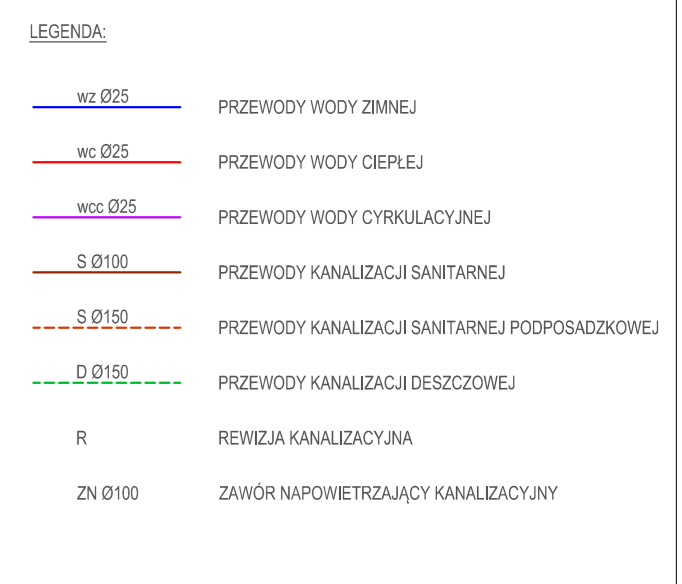 LEGENDA:
wz Ø25 PRZEWODY WODY ZIMNEJ
wc Ø25 PRZEWODY WODY CIEPŁEJ
wcc Ø25 PRZEWODY WODY CYRKULACYJNEJ
S Ø100 PRZEWODY KANALIZACJI SANITARNEJ
S Ø150 PRZEWODY KANALIZACJI SANITARNEJ PODPOSADZKOWEJ
D Ø150 PRZEWODY KANALIZACJI DESZCZOWEJ
R REWIZJA KANALIZACYJNA
ZN Ø100 ZAWÓR NAPOWIETRZAJĄCY KANALIZACYJNY